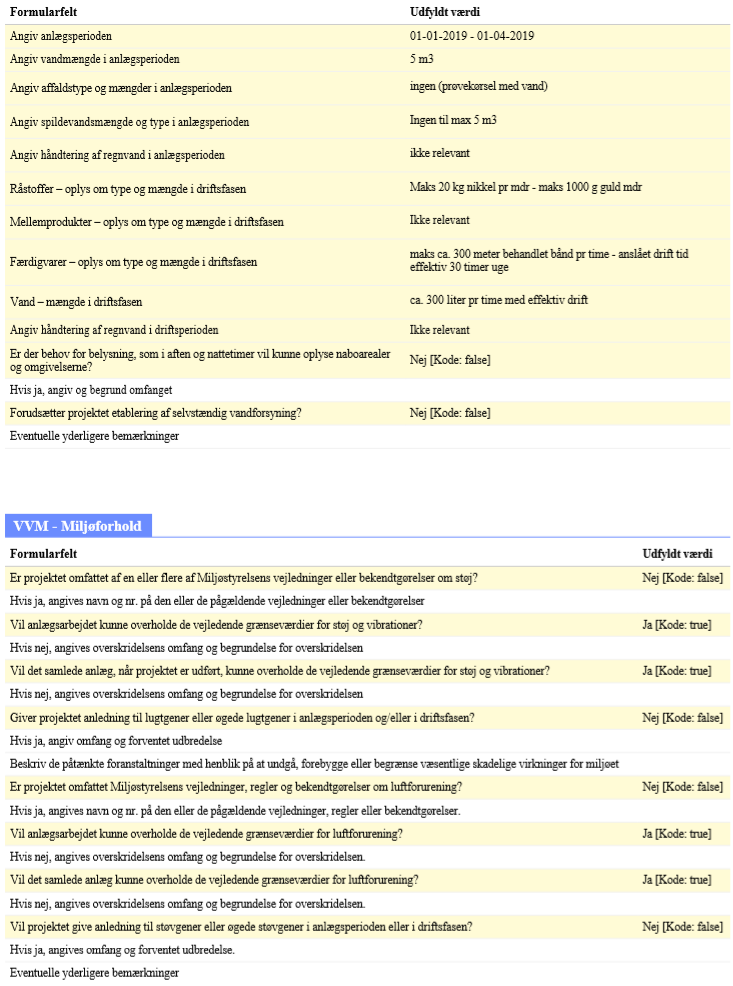 Formularfelt Udfyldt værdi
Angiv anlægsperioden 01-01-2019 - 01-04-2019
Angiv vandmængde i anlægsperioden 5 m3
Angiv affaldstype og mængder i anlægsperioden ingen (prøvekørsel med vand)
Angiv spildevandsmængde og type i anlægsperioden Ingen til max 5 m3
Angiv håndtering af regnvand i anlægsperioden ikke relevant
Råstoffer – oplys om type og mængde i driftsfasen Maks 20 kg nikkel pr mdr - maks 1000 g guld mdr
Mellemprodukter – oplys om type og mængde i driftsfasen Ikke relevant
Færdigvarer – oplys om type og mængde i driftsfasen maks ca. 300 meter behandlet bånd pr time - anslået drift tid
effektiv 30 timer uge
Vand – mængde i driftsfasen ca. 300 liter pr time med effektiv drift
Angiv håndtering af regnvand i driftsperioden Ikke relevant
Er der behov for belysning, som i aften og nattetimer vil kunne oplyse naboarealer
og omgivelserne? Nej [Kode: false]
Hvis ja, angiv og begrund omfanget
Forudsætter projektet etablering af selvstændig vandforsyning? Nej [Kode: false]
Eventuelle yderligere bemærkninger
VVM - Miljøforhold
Formularfelt Udfyldt værdi
Er projektet omfattet af en eller flere af Miljøstyrelsens vejledninger eller bekendtgørelser om støj? Nej [Kode: false]
Hvis ja, angives navn og nr. på den eller de pågældende vejledninger eller bekendtgørelser
Vil anlægsarbejdet kunne overholde de vejledende grænseværdier for støj og vibrationer? Ja [Kode: true]
Hvis nej, angives overskridelsens omfang og begrundelse for overskridelsen
Vil det samlede anlæg, når projektet er udført, kunne overholde de vejledende grænseværdier for støj og vibrationer? Ja [Kode: true]
Hvis nej, angives overskridelsens omfang og begrundelse for overskridelsen
Giver projektet anledning til lugtgener eller øgede lugtgener i anlægsperioden og/eller i driftsfasen? Nej [Kode: false]
Hvis ja, angiv omfang og forventet udbredelse
Beskriv de påtænkte foranstaltninger med henblik på at undgå, forebygge eller begrænse væsentlige skadelige virkninger for miljøet
Er projektet omfattet Miljøstyrelsens vejledninger, regler og bekendtgørelser om luftforurening? Nej [Kode: false]
Hvis ja, angives navn og nr. på den eller de pågældende vejledninger, regler eller bekendtgørelser.
Vil anlægsarbejdet kunne overholde de vejledende grænseværdier for luftforurening? Ja [Kode: true]
Hvis nej, angives overskridelsens omfang og begrundelse for overskridelsen.
Vil det samlede anlæg kunne overholde de vejledende grænseværdier for luftforurening? Ja [Kode: true]
Hvis nej, angives overskridelsens omfang og begrundelse for overskridelsen.
Vil projektet give anledning til støvgener eller øgede støvgener i anlægsperioden eller i driftsfasen? Nej [Kode: false]
Hvis ja, angives omfang og forventet udbredelse.
Eventuelle yderligere bemærkninger